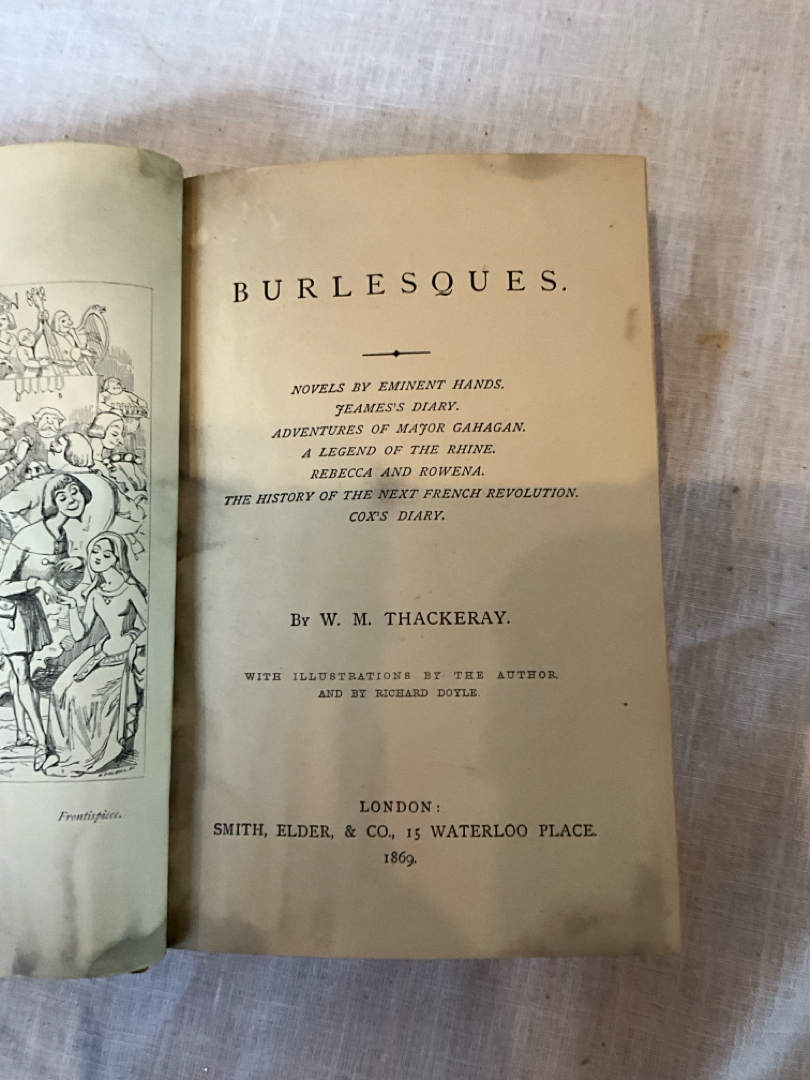 Frontispiece.
BURLESQUES.
NOVELS BY EMINENT HANDS.
JEAMES'S DIARY.
ADVENTURES OF MAJOR GAHAGAN.
A LEGEND OF THE RHINE.
REBECCA AND ROWENA.
THE HISTORY OF THE NEXT FRENCH REVOLUTION.
COX'S DIARY.
By W. M. THACKERAY.
WITH ILLUSTRATIONS BY THE AUTHOR,
AND BY RICHARD DOYLE.
LONDON:
SMITH, ELDER, & CO., 15 WATERLOO PLACE.
1869.